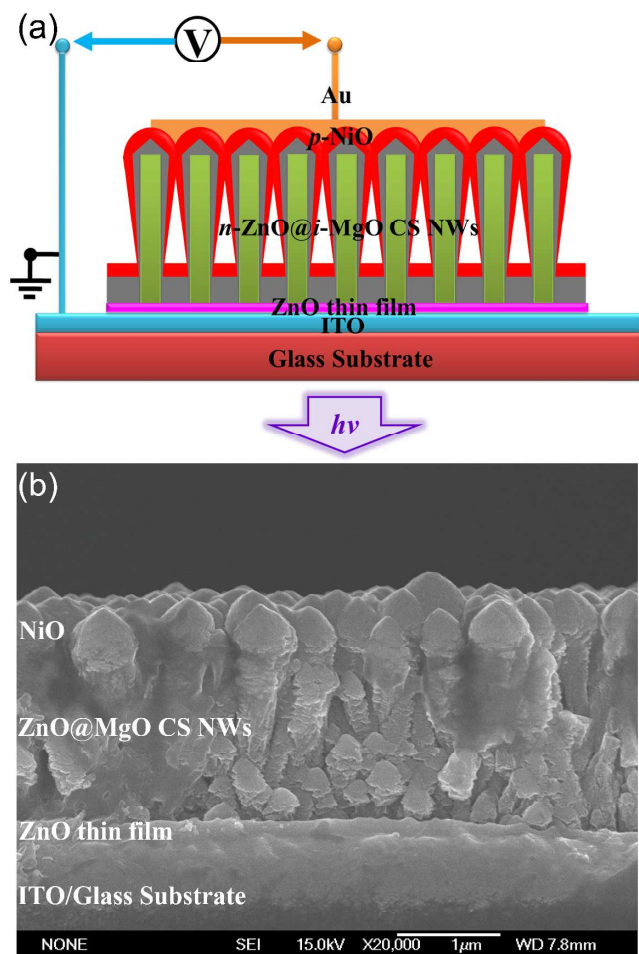 (a)
V
Au
p-NiO
n-ZnO@i-MgO CS NWs
ZnO thin film
ITO
Glass Substrate
hν
(b)
NiO
ZnO@MgO CS NWs
ZnO thin film
ITO/Glass Substrate
NONE SEI 15.0kV X20,000 1μm WD 7.8mm